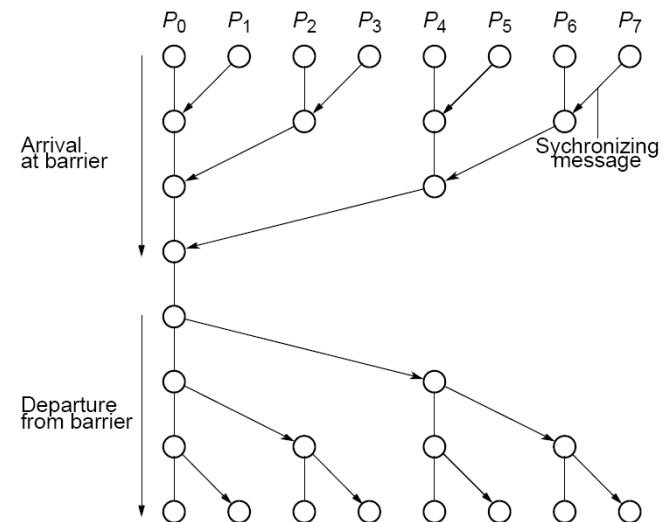 P0 P1 P2 P3 P4 P5 P6 P7
Arrival
at barrier
Sychronizing
message
Departure
from barrier